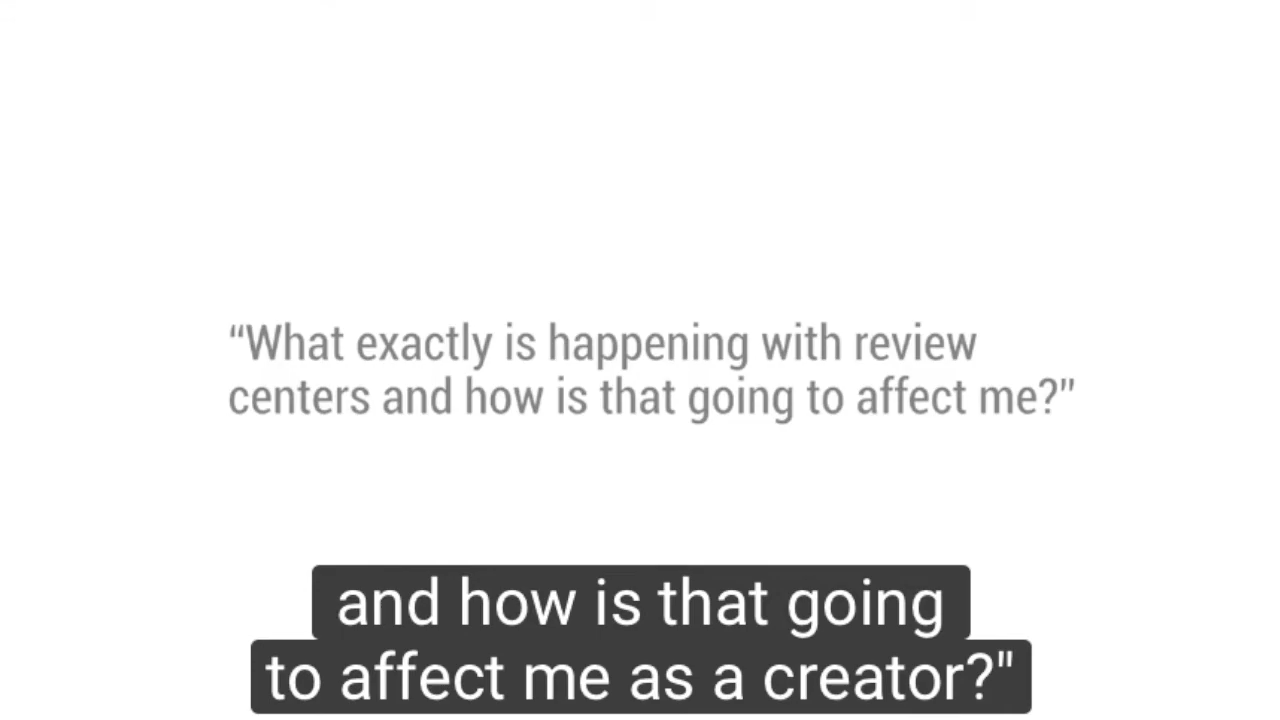 “What exactly is happening with review
centers and how is that going to affect me?”
and how is that going
to affect me as a creator?"